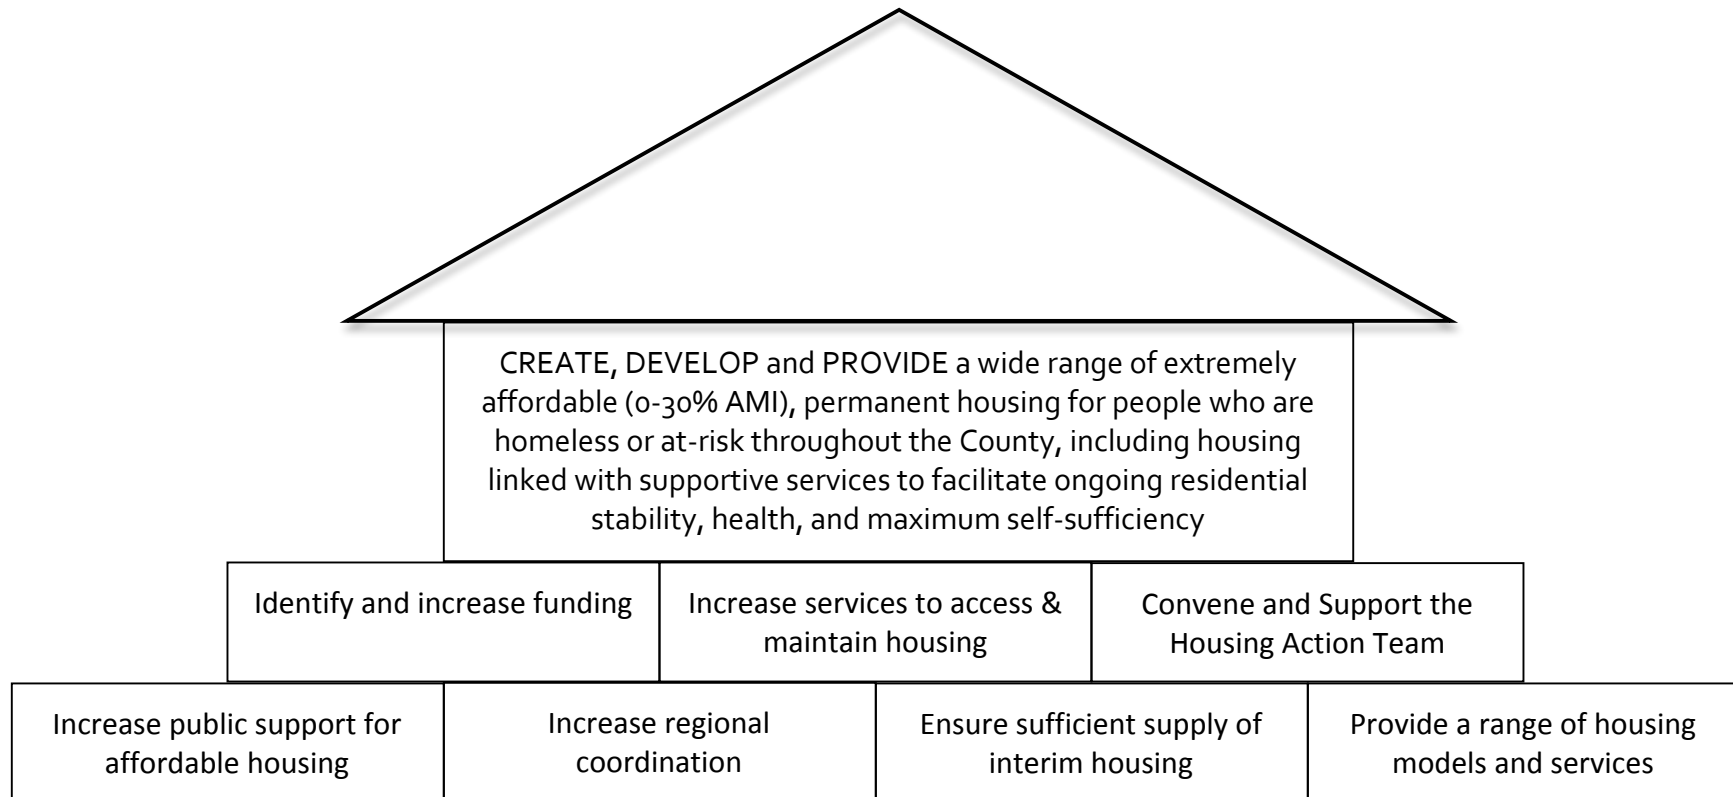 CREATE, DEVELOP and PROVIDE a wide range of extremely
affordable (0-30% AMI), permanent housing for people who are
homeless or at-risk throughout the County, including housing
linked with supportive services to facilitate ongoing residential
stability, health, and maximum self-sufficiency
Identify and increase funding
Increase services to access &
maintain housing
Convene and Support the
Housing Action Team
Increase public support for
affordable housing
Increase regional
coordination
Ensure sufficient supply of
interim housing
Provide a range of housing
models and services